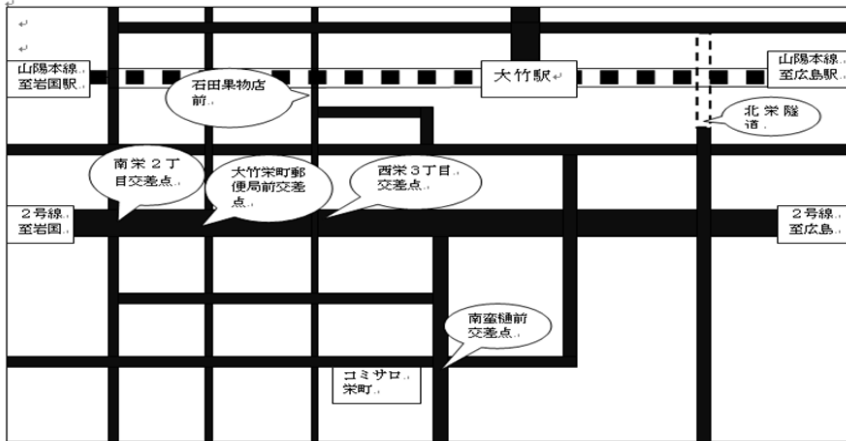 山陽本線
至岩国駅
石田果物店
前
大竹駅
山陽本線
至広島駅
北栄隧
道
南栄２丁
目交差点
大竹栄町郵
便局前交差
点
西栄３丁目
交差点
２号線
至岩国
２号線
至広島
南蛮樋前
交差点
コミサロ
栄町